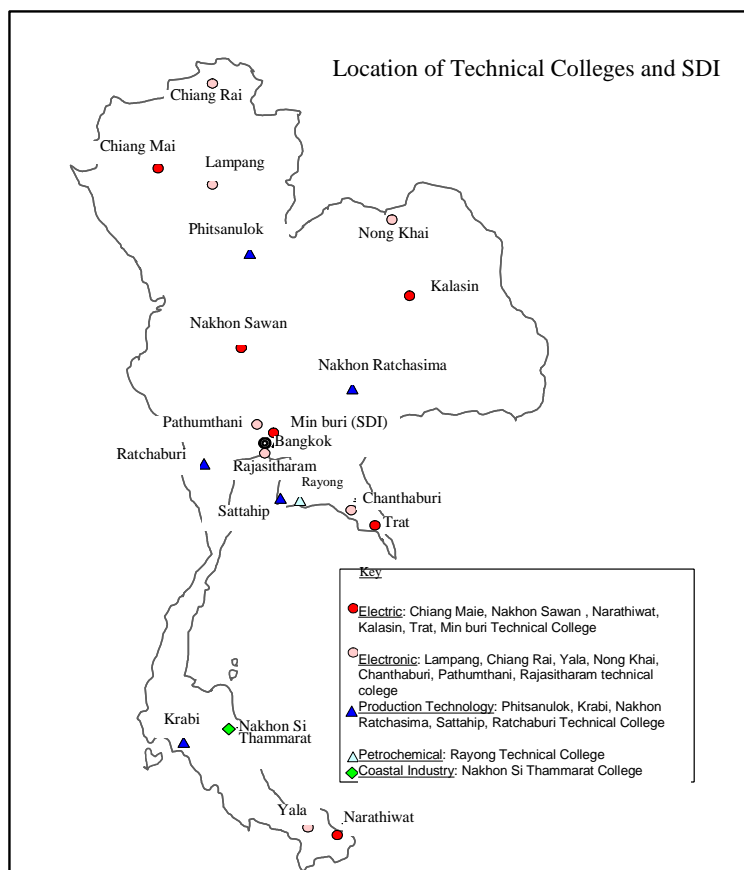 Location of Technical Colleges and SDI
Chiang Rai
Chiang Mai
Lampang
Phitsanulok
Nong Khai
Kalasin
Nakhon Sawan
Nakhon Ratchasima
Pathumthani
Min buri (SDI)
Bangkok
Ratchaburi
Rajasitharam
Rayong
Sattahip
Chanthaburi
Trat
Key
Electric: Chiang Maie, Nakhon Sawan , Narathiwat,
Kalasin, Trat, Min buri Technical College
Electronic: Lampang, Chiang Rai, Yala, Nong Khai,
Chanthaburi, Pathumthani, Rajasitharam technical
colege
Production Technology: Phitsanulok, Krabi, Nakhon
Ratchasima, Sattahip, Ratchaburi Technical College
Petrochemical: Rayong Technical College
Coastal Industry: Nakhon Si Thammarat College
Krabi
Nakhon Si
Thammarat
Yala
Narathiwat